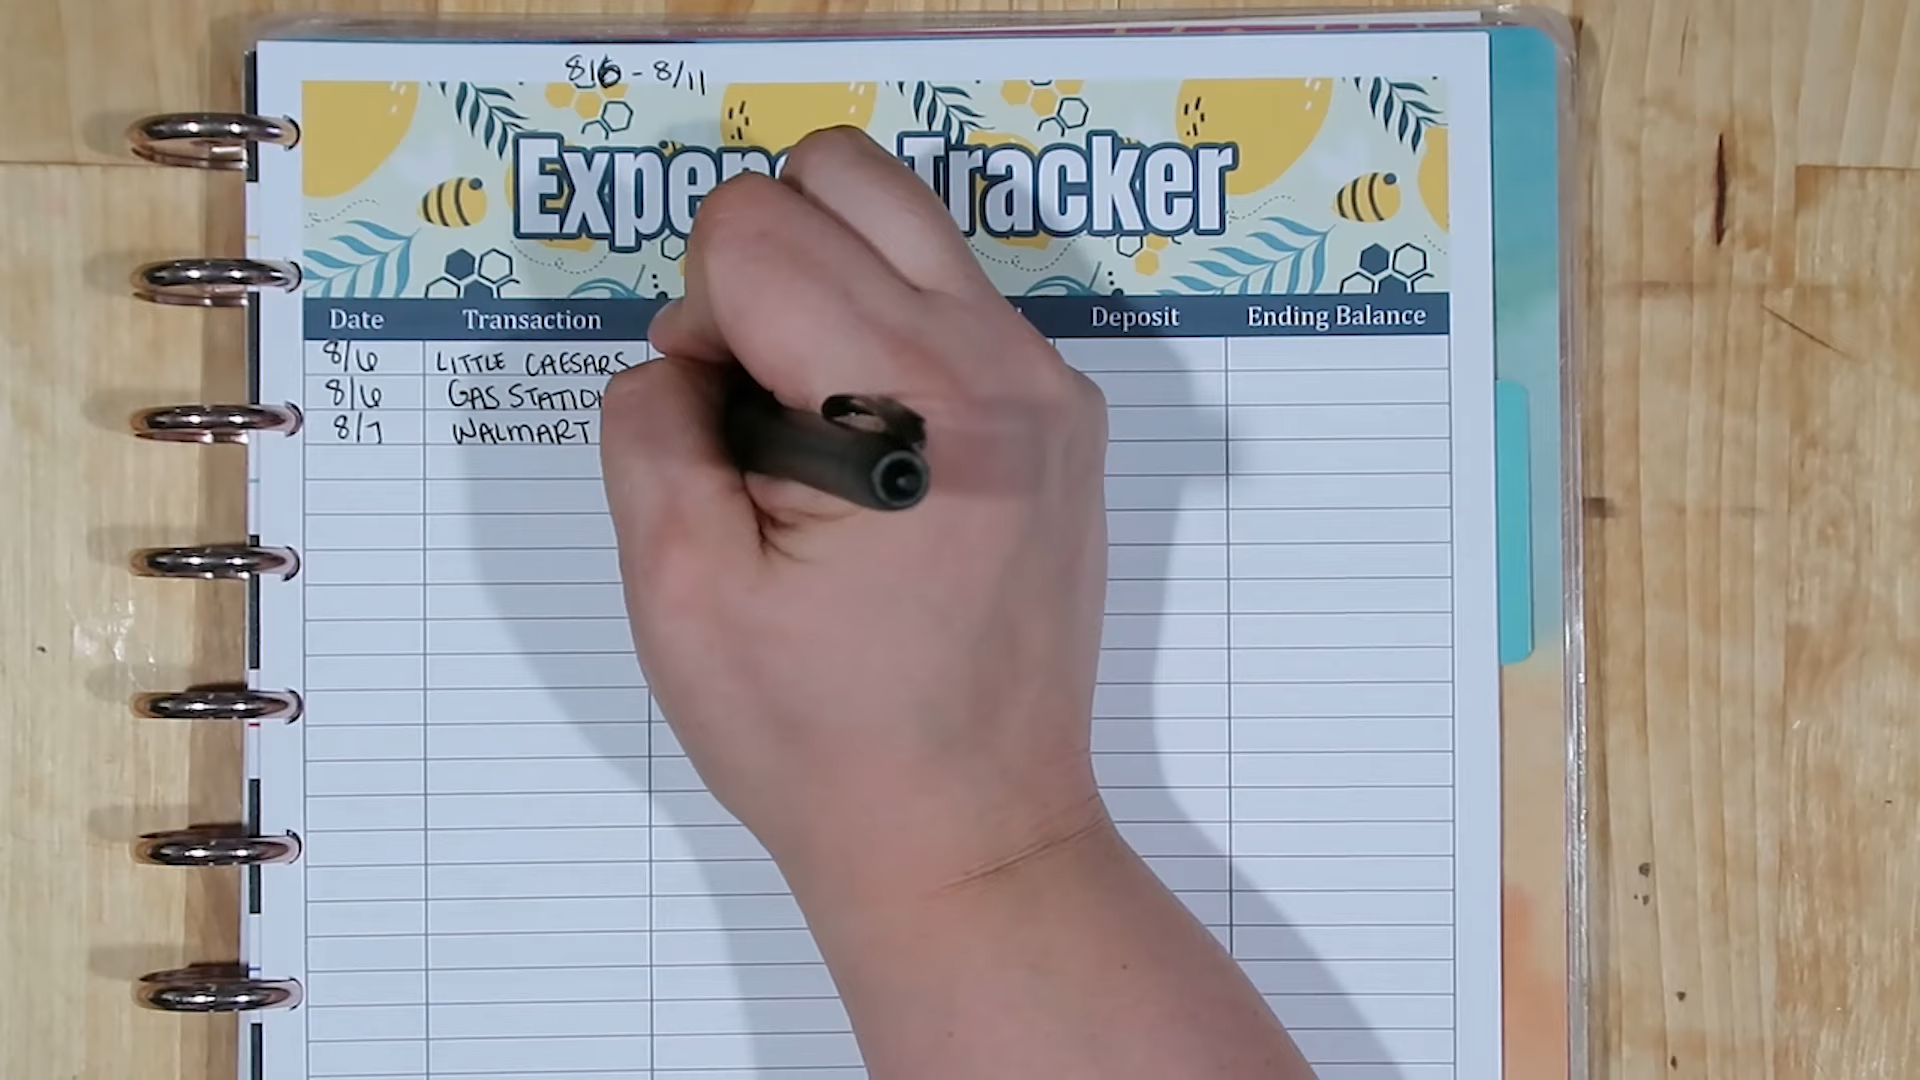 8/6 - 8/11
Tracker
Date Transaction Deposit Ending Balance
8/6 LITTLE CAESARS
8/6 GAS STATION
8/7 WALMART